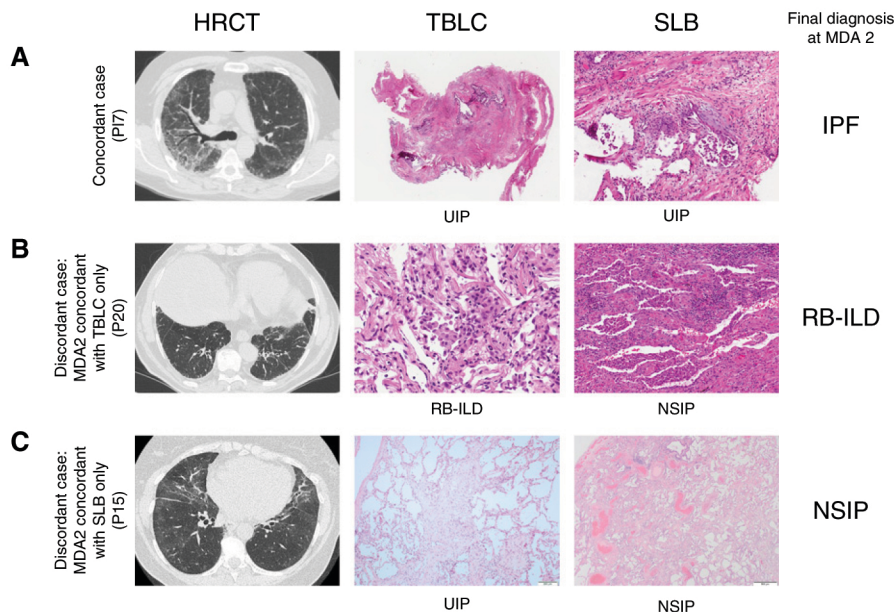 HRCT
TBLC
SLB
Final diagnosis
at MDA 2
A
Concordant case
(PI7)
IPF
UIP
UIP
B
Discordant case:
MDA2 concordant
with TBLC only
(P20)
RB-ILD
RB-ILD
NSIP
C
Discordant case:
MDA2 concordant
with SLB only
(P15)
NSIP
UIP
NSIP